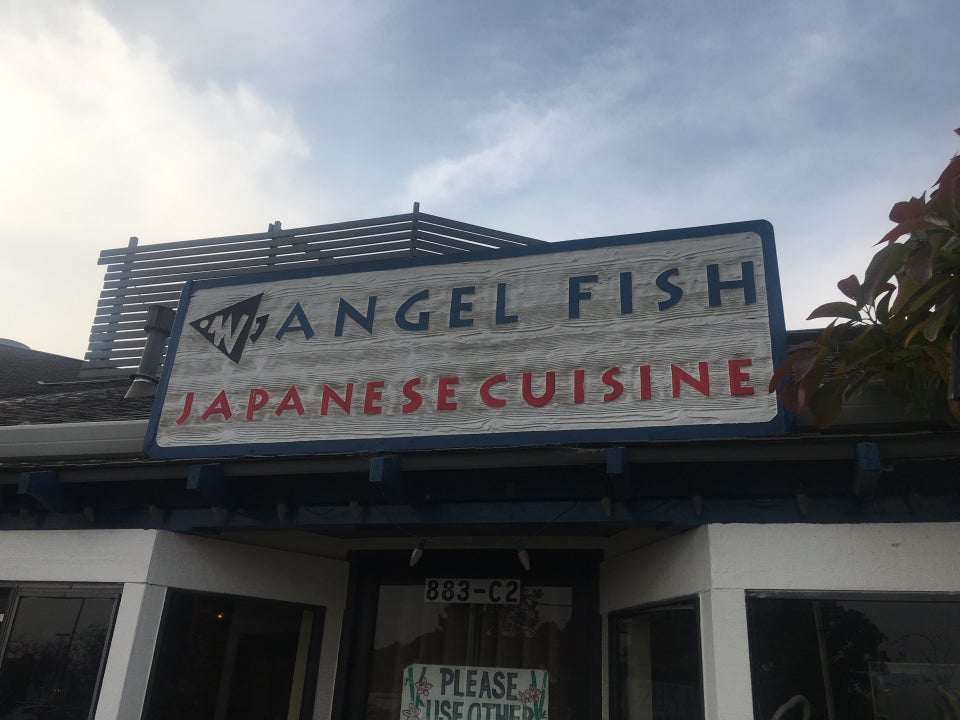 ANGEL FISH
JAPANESE CUISINE
883-C2
PLEASE
USE OTHER